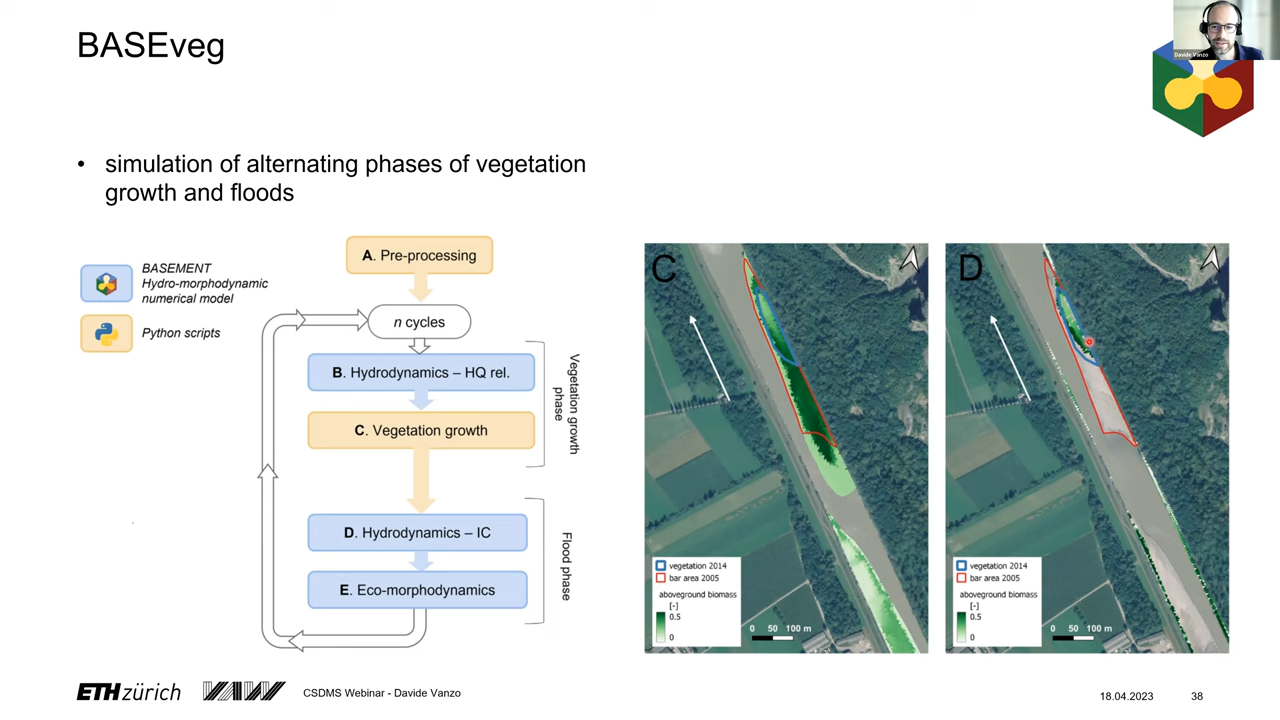 BASEveg
Davide Vanzo
• simulation of alternating phases of vegetation
growth and floods
BASEMENT
Hydro-morphodynamic
numerical model
Python scripts
A. Pre-processing
n cycles
B. Hydrodynamics – HQ rel.
C. Vegetation growth
Vegetation growth
phase
D. Hydrodynamics – IC
E. Eco-morphodynamics
Flood phase
C
vegetation 2014
bar area 2005
aboveground biomass
[-]
0.5
0
0 50 100 m
D
vegetation 2014
bar area 2005
aboveground biomass
[-]
0.5
0
0 50 100 m
ETH zürich
VAW
CSDMS Webinar - Davide Vanzo
18.04.2023
38